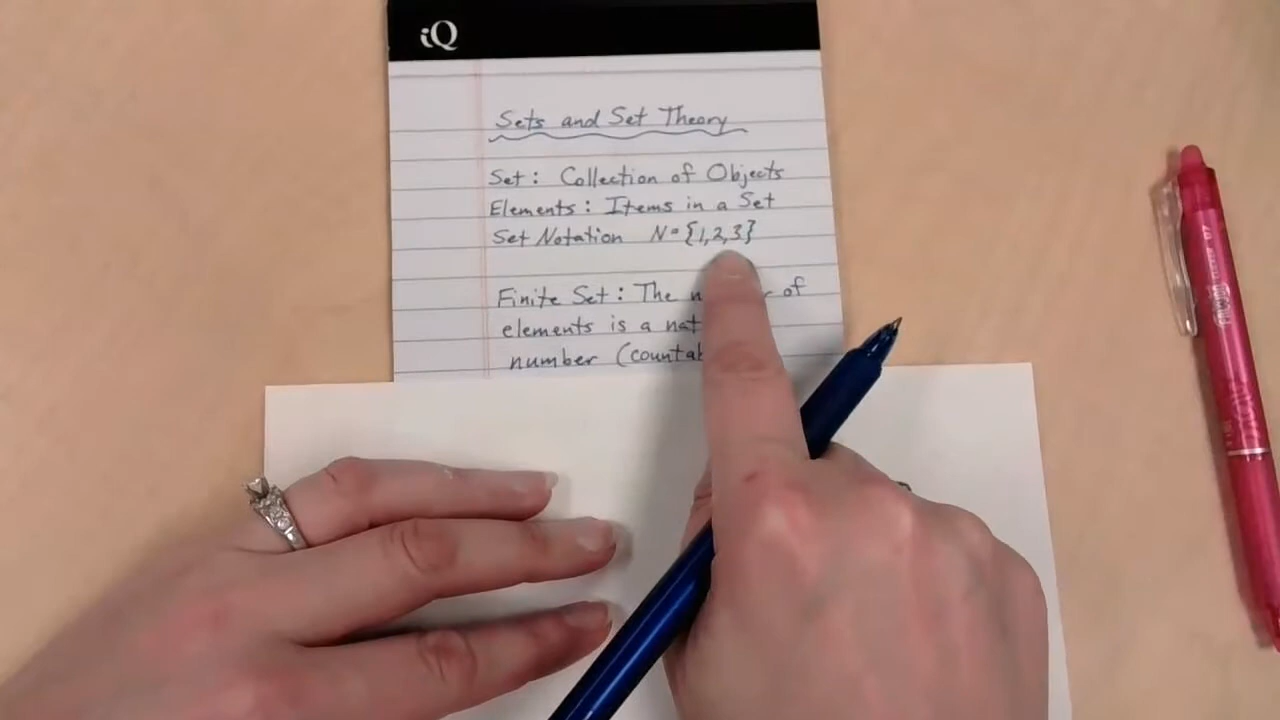 iQ
Sets and Set Theory
Set: Collection of Objects
Elements: Items in a Set
Set Notation N={1,2,3}
Finite Set: The of
elements is a
number